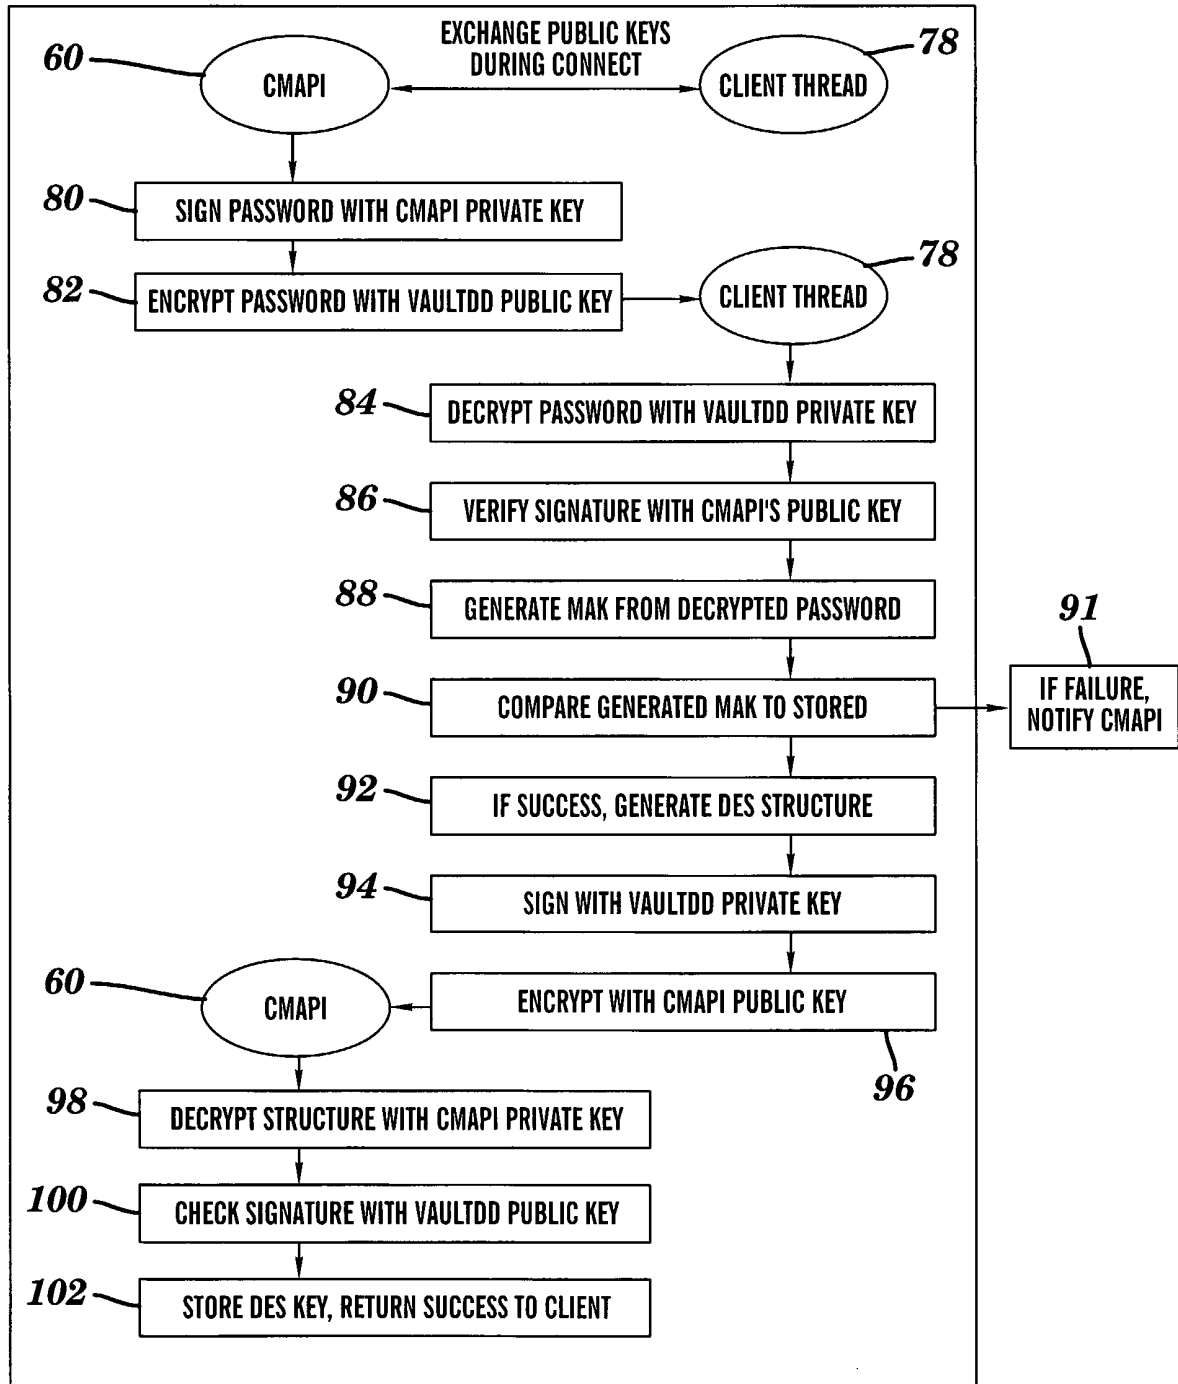 EXCHANGE PUBLIC KEYS
DURING CONNECT
60
CMAPI
78
CLIENT THREAD
80
SIGN PASSWORD WITH CMAPI PRIVATE KEY
82
ENCRYPT PASSWORD WITH VAULTDD PUBLIC KEY
78
CLIENT THREAD
84
DECRYPT PASSWORD WITH VAULTDD PRIVATE KEY
86
VERIFY SIGNATURE WITH CMAPI'S PUBLIC KEY
88
GENERATE MAK FROM DECRYPTED PASSWORD
90
COMPARE GENERATED MAK TO STORED
91
IF FAILURE,
NOTIFY CMAPI
92
IF SUCCESS, GENERATE DES STRUCTURE
94
SIGN WITH VAULTDD PRIVATE KEY
60
CMAPI
ENCRYPT WITH CMAPI PUBLIC KEY
96
98
DECRYPT STRUCTURE WITH CMAPI PRIVATE KEY
100
CHECK SIGNATURE WITH VAULTDD PUBLIC KEY
102
STORE DES KEY, RETURN SUCCESS TO CLIENT